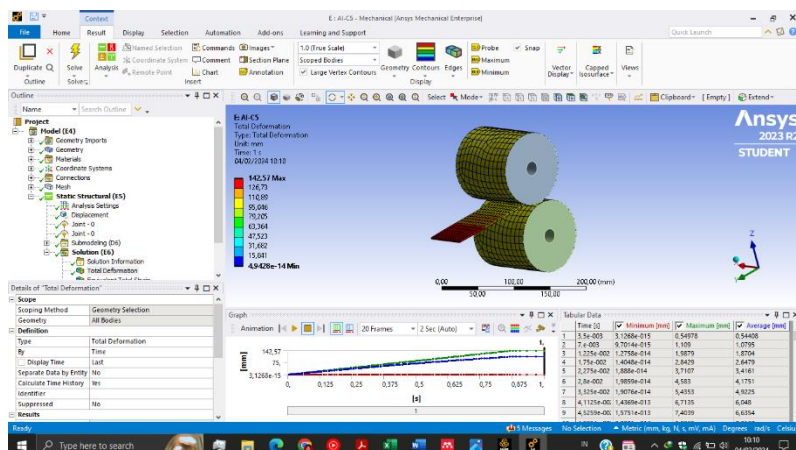 Context
E : Al-C5 - Mechanical [Ansys Mechanical Enterprise]
File Home Result Display Selection Automation Add-ons Learning and Support
Quick Launch
Duplicate Q
Outline
Solve
Analysis
Named Selection
Coordinate System
Remote Point
Commands
Comment
Chart
Images
Section Plane
Annotation
Insert
1.0 (True Scale)
Scoped Bodies
Large Vertex Contours
Geometry Contours Edges
Probe
Maximum
Minimum
Snap
Display
Vector Display
Capped Isosurface
Views
Outline
Name Search Outline
Project
Model (E4)
Geometry Imports
Geometry
Materials
Coordinate Systems
Connections
Mesh
Static Structural (E5)
Analysis Settings
Displacement
Joint - 0
Joint - 0
Submodeling (D6)
Solution (E6)
Solution Information
Total Deformation
Select Mode
Clipboard [ Empty ] Extend
E: Al-C5
Total Deformation
Type: Total Deformation
Unit: mm
Time: 1 s
04/02/2024 10:10
142,57 Max
126,73
110,89
95,046
79,205
63,364
47,523
31,682
15,841
4,9428e-14 Min
Ansys
2023 R2
STUDENT
0,00 100,00 200,00 (mm)
50,00 150,00
Z
Details of "Total Deformation"
Scope
Scoping Method Geometry Selection
Geometry All Bodies
Definition
Type Total Deformation
By Time
Display Time Last
Separate Data by Entity No
Calculate Time History Yes
Identifier
Suppressed No
Results
Graph
Animation 20 Frames 2 Sec (Auto)
1,
142,57
75,
3,1268e-15
[mm]
0, 0,125 0,25 0,375 0,5 0,625 0,75 0,875 1,
[s]
1
Tabular Data
Time [s] Minimum [mm] Maximum [mm] Average [mm]
1 3,5e-003 3,1268e-015 0,54978 0,54408
2 7,e-003 9,7014e-015 1,109 1,0795
3 1,225e-002 1,2758e-014 1,9879 1,8704
4 1,75e-002 1,4048e-014 2,8429 2,6479
5 2,275e-002 1,888e-014 3,7107 3,4161
6 2,8e-002 1,9859e-014 4,583 4,1751
7 3,325e-002 1,9076e-014 5,4353 4,9225
8 4,1125e-002 1,4369e-013 6,7135 6,046
9 4,5259e-002 1,5751e-013 7,4039 6,6354
Ready
5 Messages No Selection Metric (mm, kg, N, s, mV, mA) Degrees rad/s Celsius
Type here to search
IN
10:10
04/02/2024